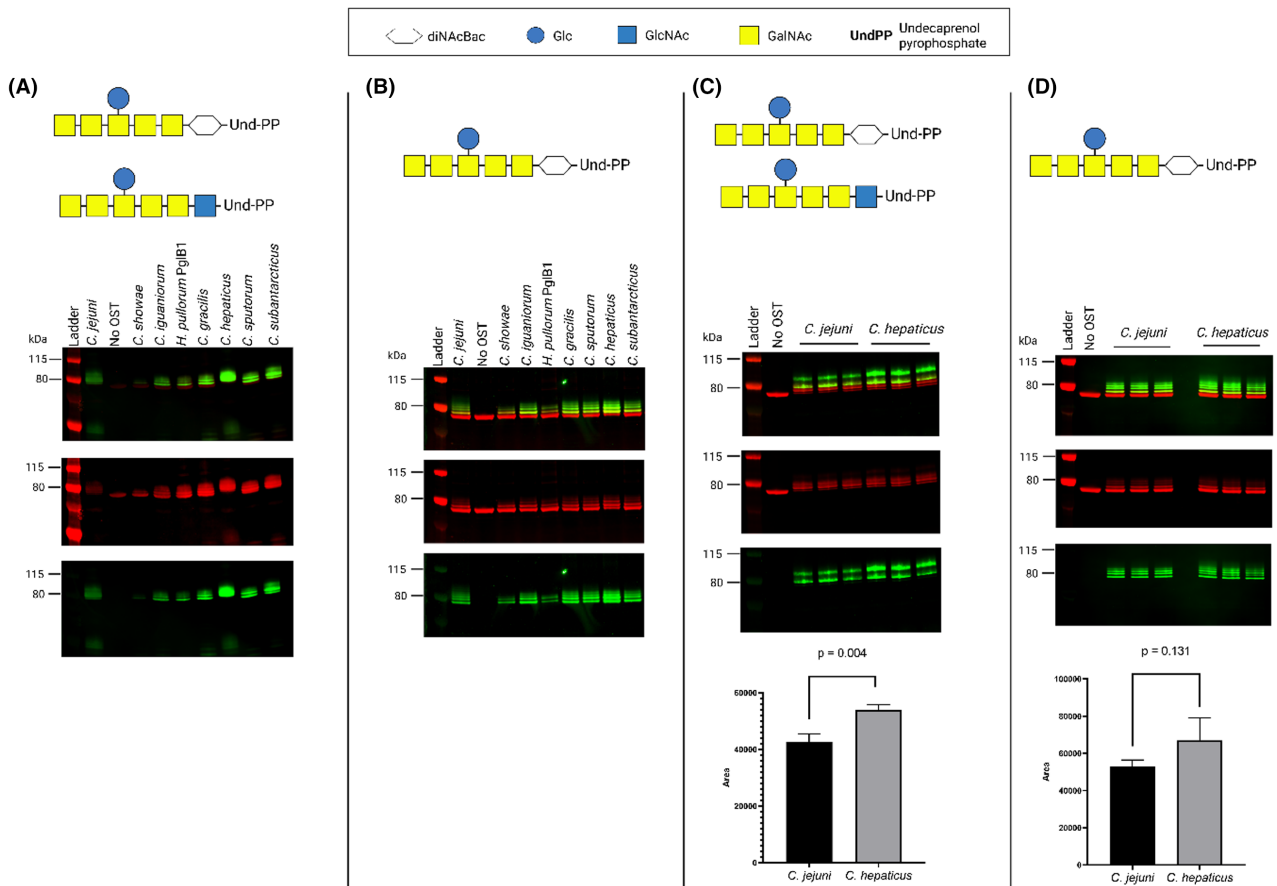 diNAcBac
Glc
GlcNAc
GalNAc
UndPP
Undecaprenol
pyrophosphate
(A)
Und-PP
Und-PP
kDa
Ladder
C. jejuni
No OST
C. showae
C. iguaniorum
H. pullorum PglB1
C. gracilis
C. hepaticus
C. sputorum
C. subantarcticus
115
80
115
80
115
80
(B)
Und-PP
kDa
Ladder
C. jejuni
No OST
C. showae
C. iguaniorum
H. pullorum PglB1
C. gracilis
C. sputorum
C. hepaticus
C. subantarcticus
115
80
115
80
115
80
(C)
Und-PP
Und-PP
kDa
Ladder
No OST
C. jejuni
C. hepaticus
115
80
115
80
115
80
p = 0.004
Area
60000
40000
20000
0
C. jejuni
C. hepaticus
(D)
Und-PP
kDa
Ladder
No OST
C. jejuni
C. hepaticus
115
80
115
80
115
80
p = 0.131
Area
100000
80000
60000
40000
20000
0
C. jejuni
C. hepaticus